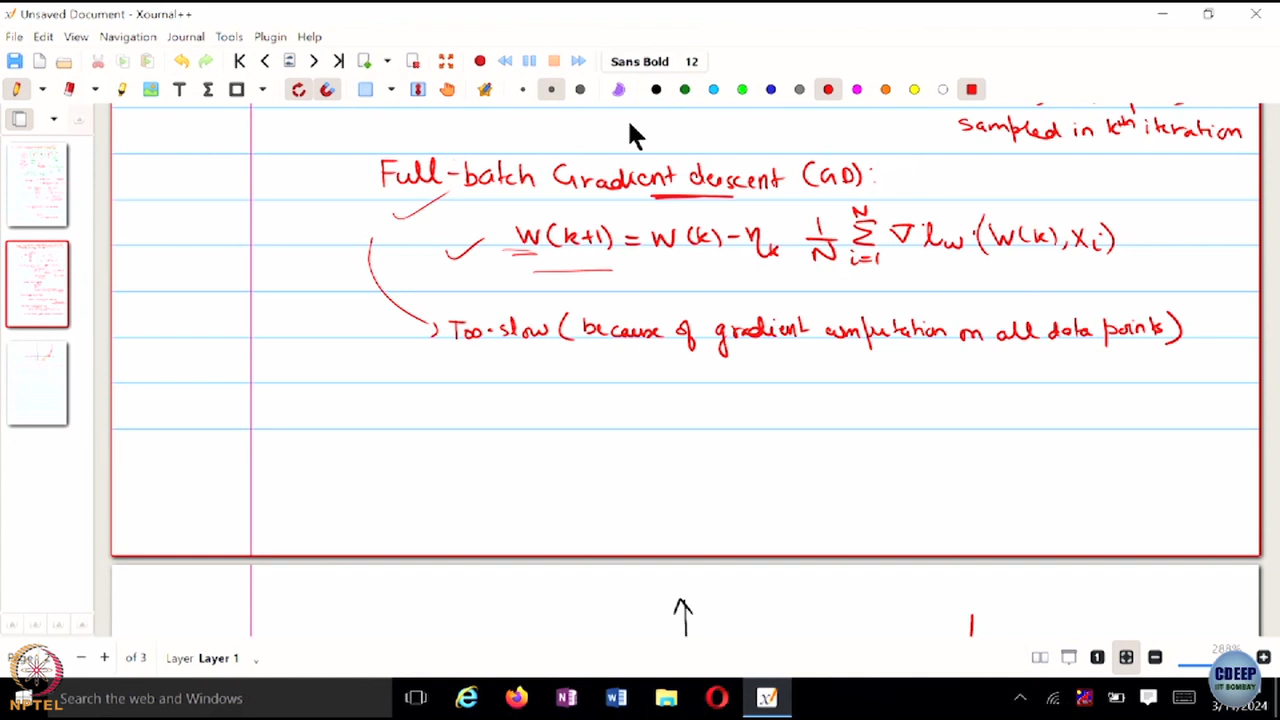 Unsaved Document - Xournal++
File Edit View Navigation Journal Tools Plugin Help
Sans Bold 12
sampled in kth iteration
Full-batch Gradient descent (GD):
W(k+1) = W(k) - ηk 1/N Σ i=1 N ∇ lw (W(k), Xi)
Too-slow (because of gradient computation on all data points)
of 3 Layer Layer 1
288%
Search the web and Windows
NPTEL
CDEEP
IIT BOMBAY